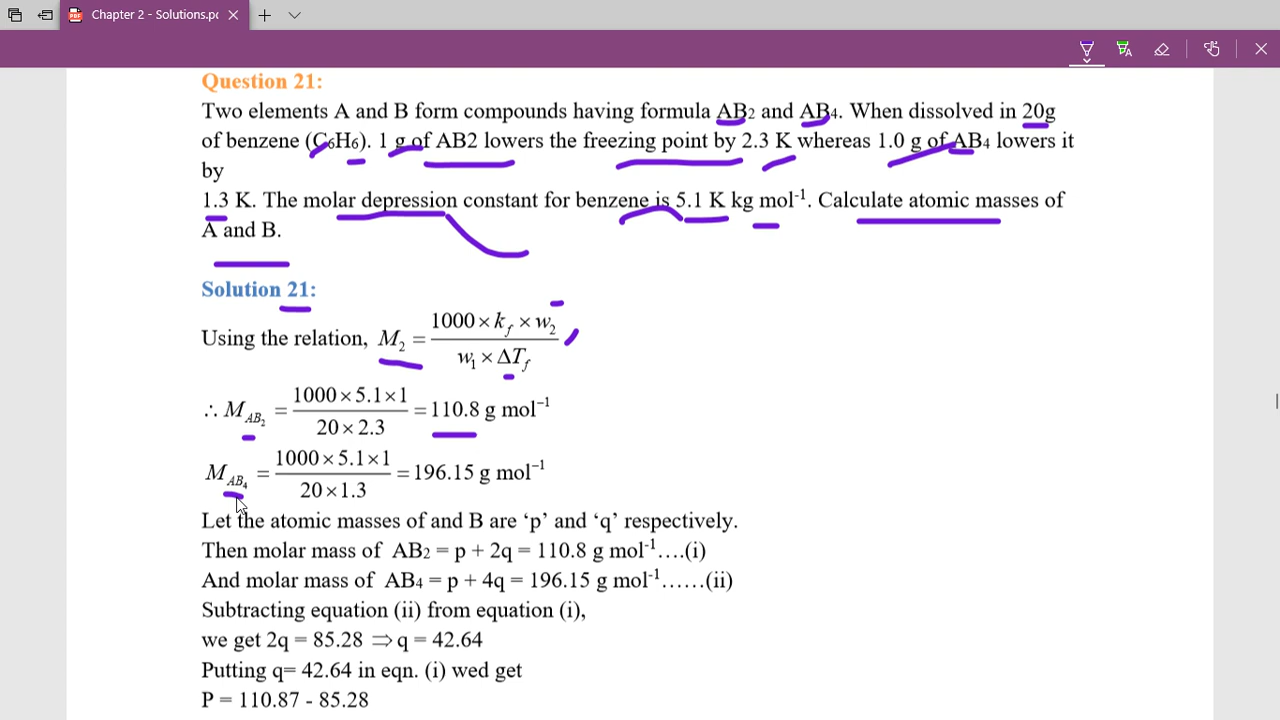 Chapter 2 - Solutions.pc
Question 21:
Two elements A and B form compounds having formula AB₂ and AB₄. When dissolved in 20g
of benzene (C₆H₆). 1 g of AB2 lowers the freezing point by 2.3 K whereas 1.0 g of AB₄ lowers it
by
1.3 K. The molar depression constant for benzene is 5.1 K kg mol⁻¹. Calculate atomic masses of
A and B.
Solution 21:
Using the relation, M₂ = (1000 × k_f × w₂) / (w₁ × ΔT_f)
∴ M_AB₂ = (1000 × 5.1 × 1) / (20 × 2.3) = 110.8 g mol⁻¹
M_AB₄ = (1000 × 5.1 × 1) / (20 × 1.3) = 196.15 g mol⁻¹
Let the atomic masses of and B are ‘p’ and ‘q’ respectively.
Then molar mass of AB₂ = p + 2q = 110.8 g mol⁻¹….(i)
And molar mass of AB₄ = p + 4q = 196.15 g mol⁻¹……(ii)
Subtracting equation (ii) from equation (i),
we get 2q = 85.28 ⇒ q = 42.64
Putting q= 42.64 in eqn. (i) wed get
P = 110.87 - 85.28